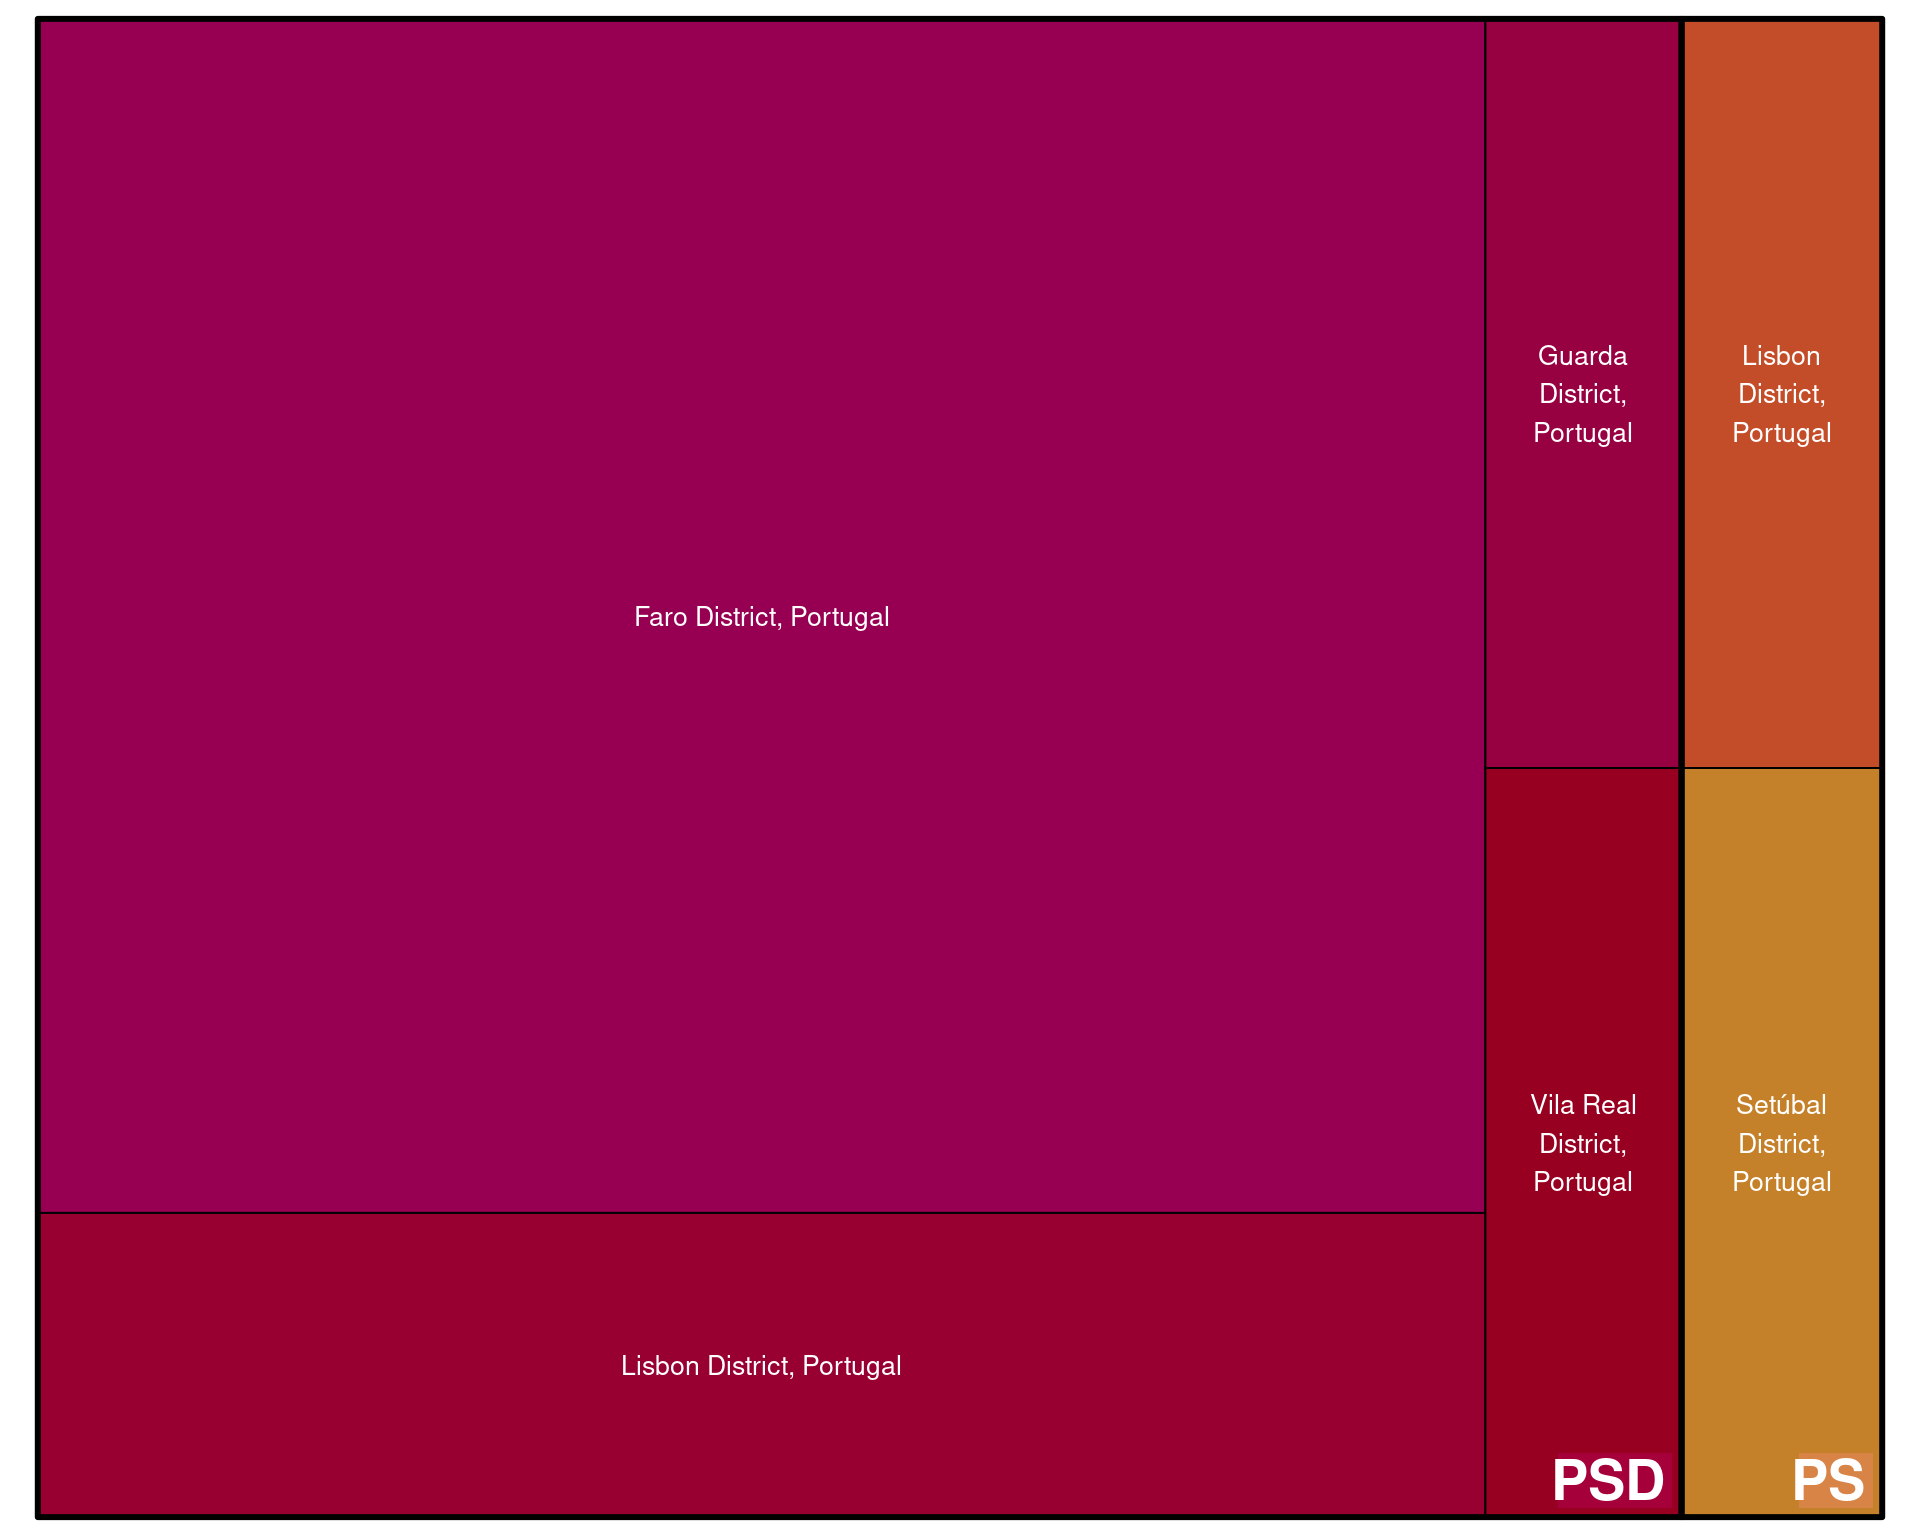 Faro District, Portugal
Lisbon District, Portugal
Guarda
District,
Portugal
Vila Real
District,
Portugal
PSD
Lisbon
District,
Portugal
Setúbal
District,
Portugal
PS